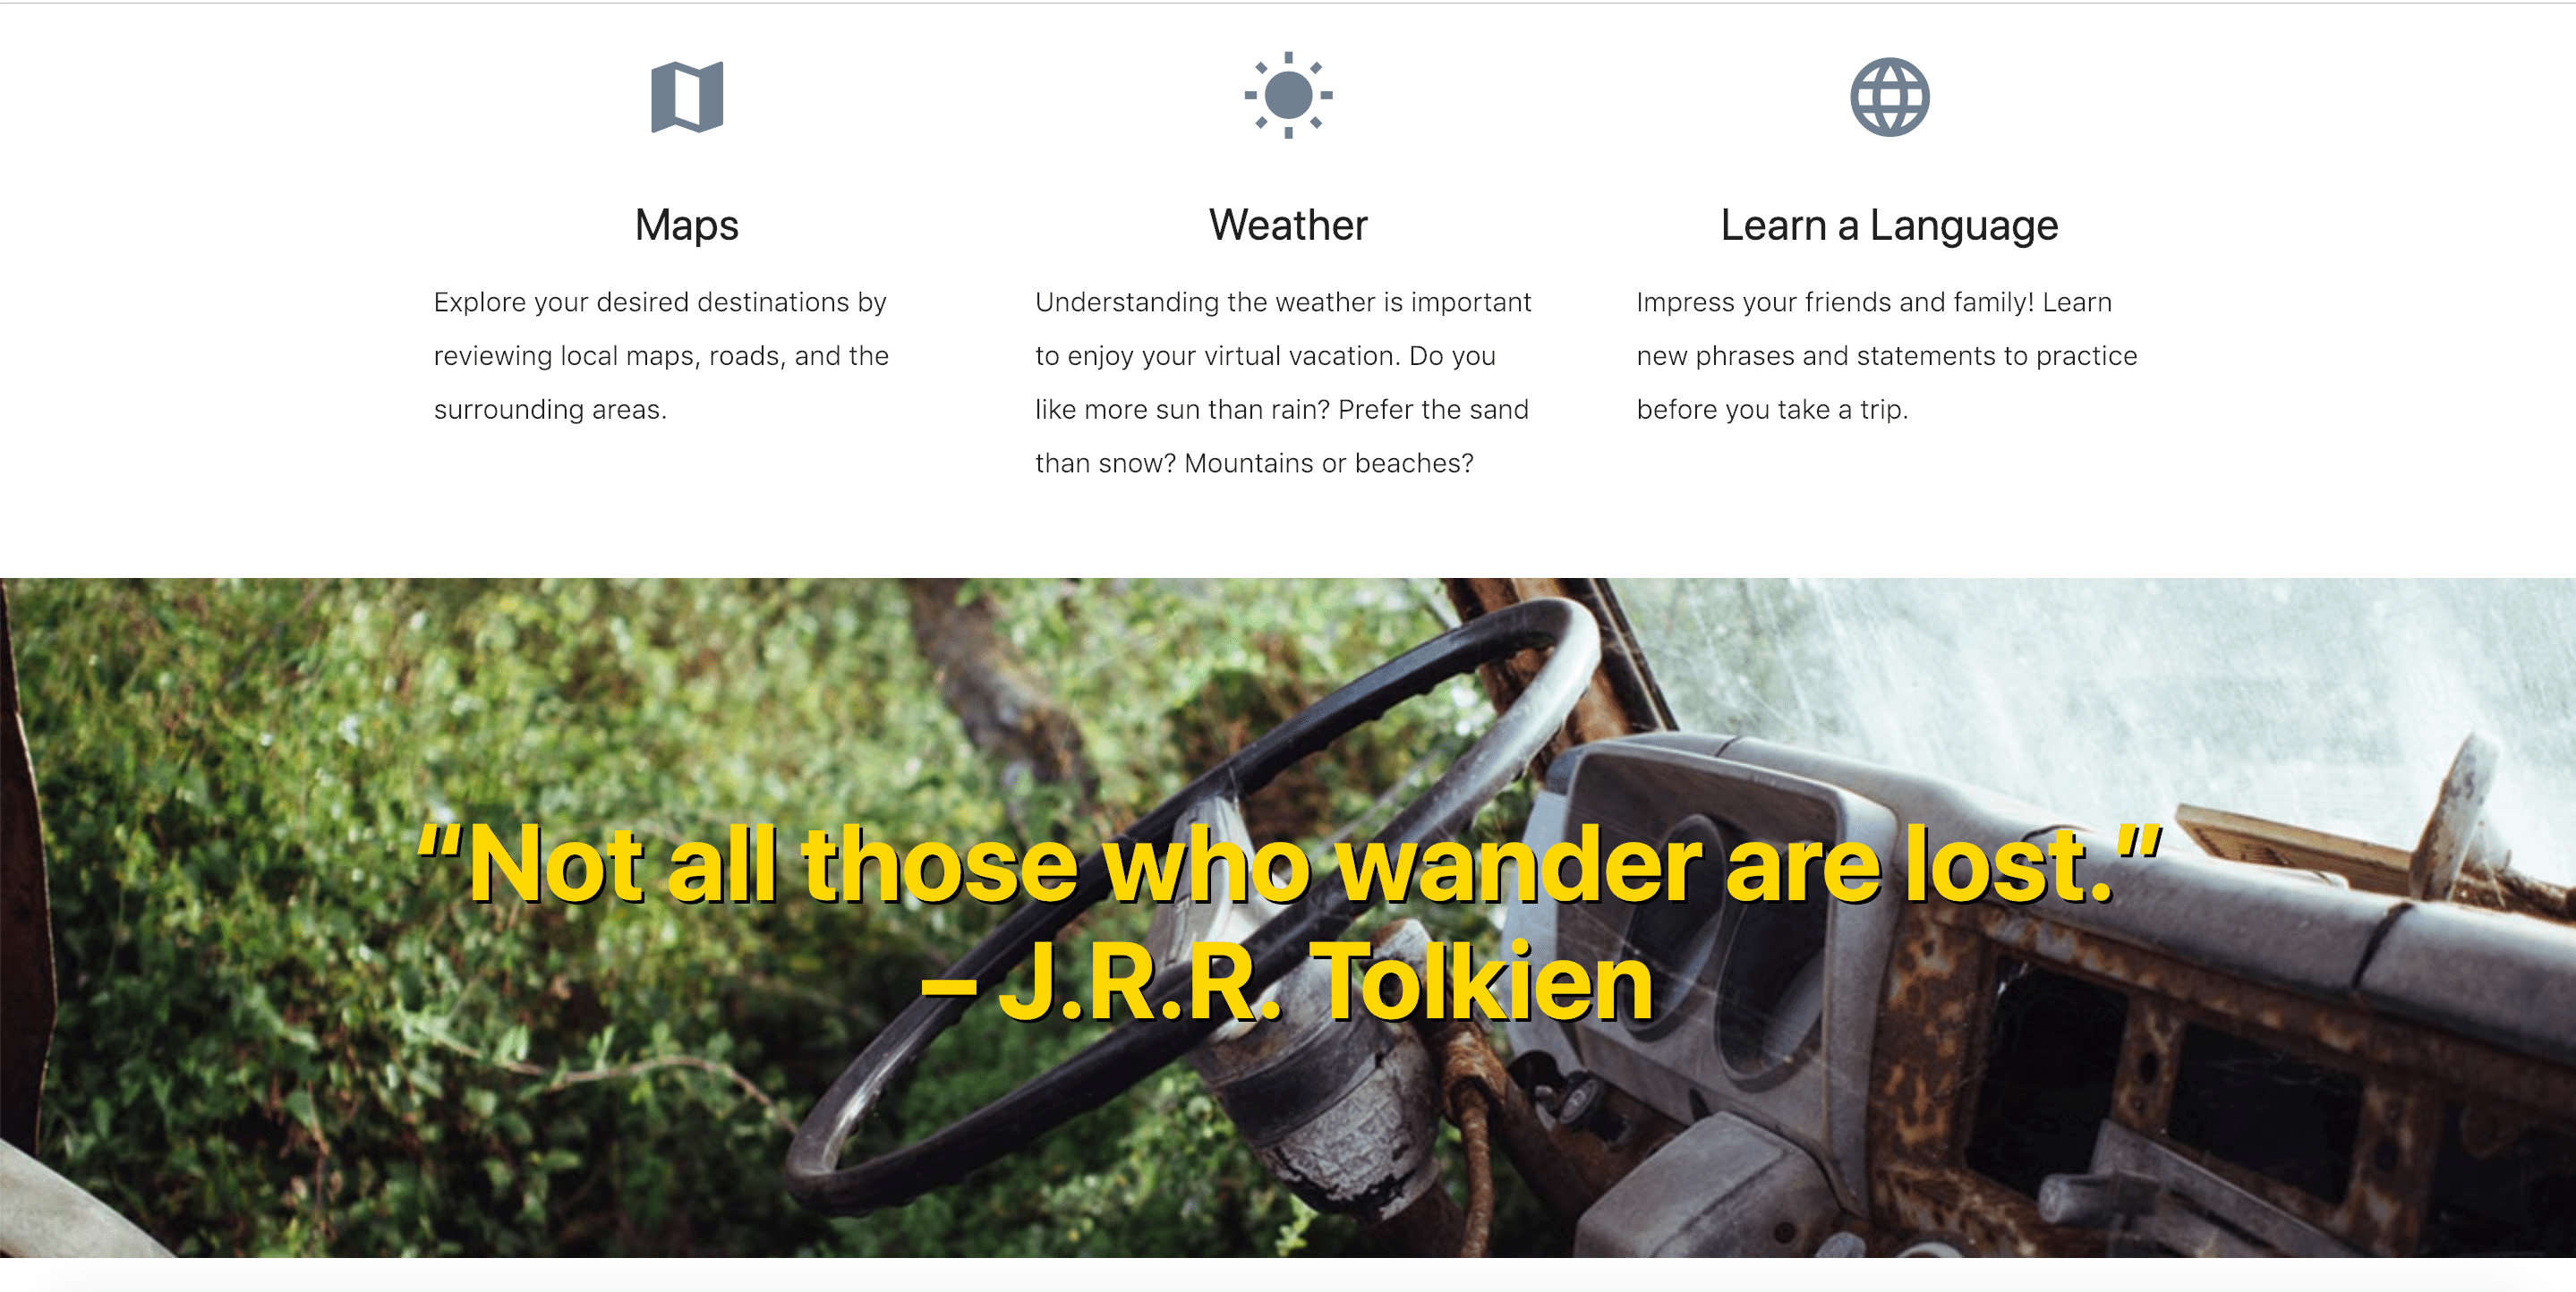 Maps
Explore your desired destinations by
reviewing local maps, roads, and the
surrounding areas.
Weather
Understanding the weather is important
to enjoy your virtual vacation. Do you
like more sun than rain? Prefer the sand
than snow? Mountains or beaches?
Learn a Language
Impress your friends and family! Learn
new phrases and statements to practice
before you take a trip.
“Not all those who wander are lost.”
– J.R.R. Tolkien